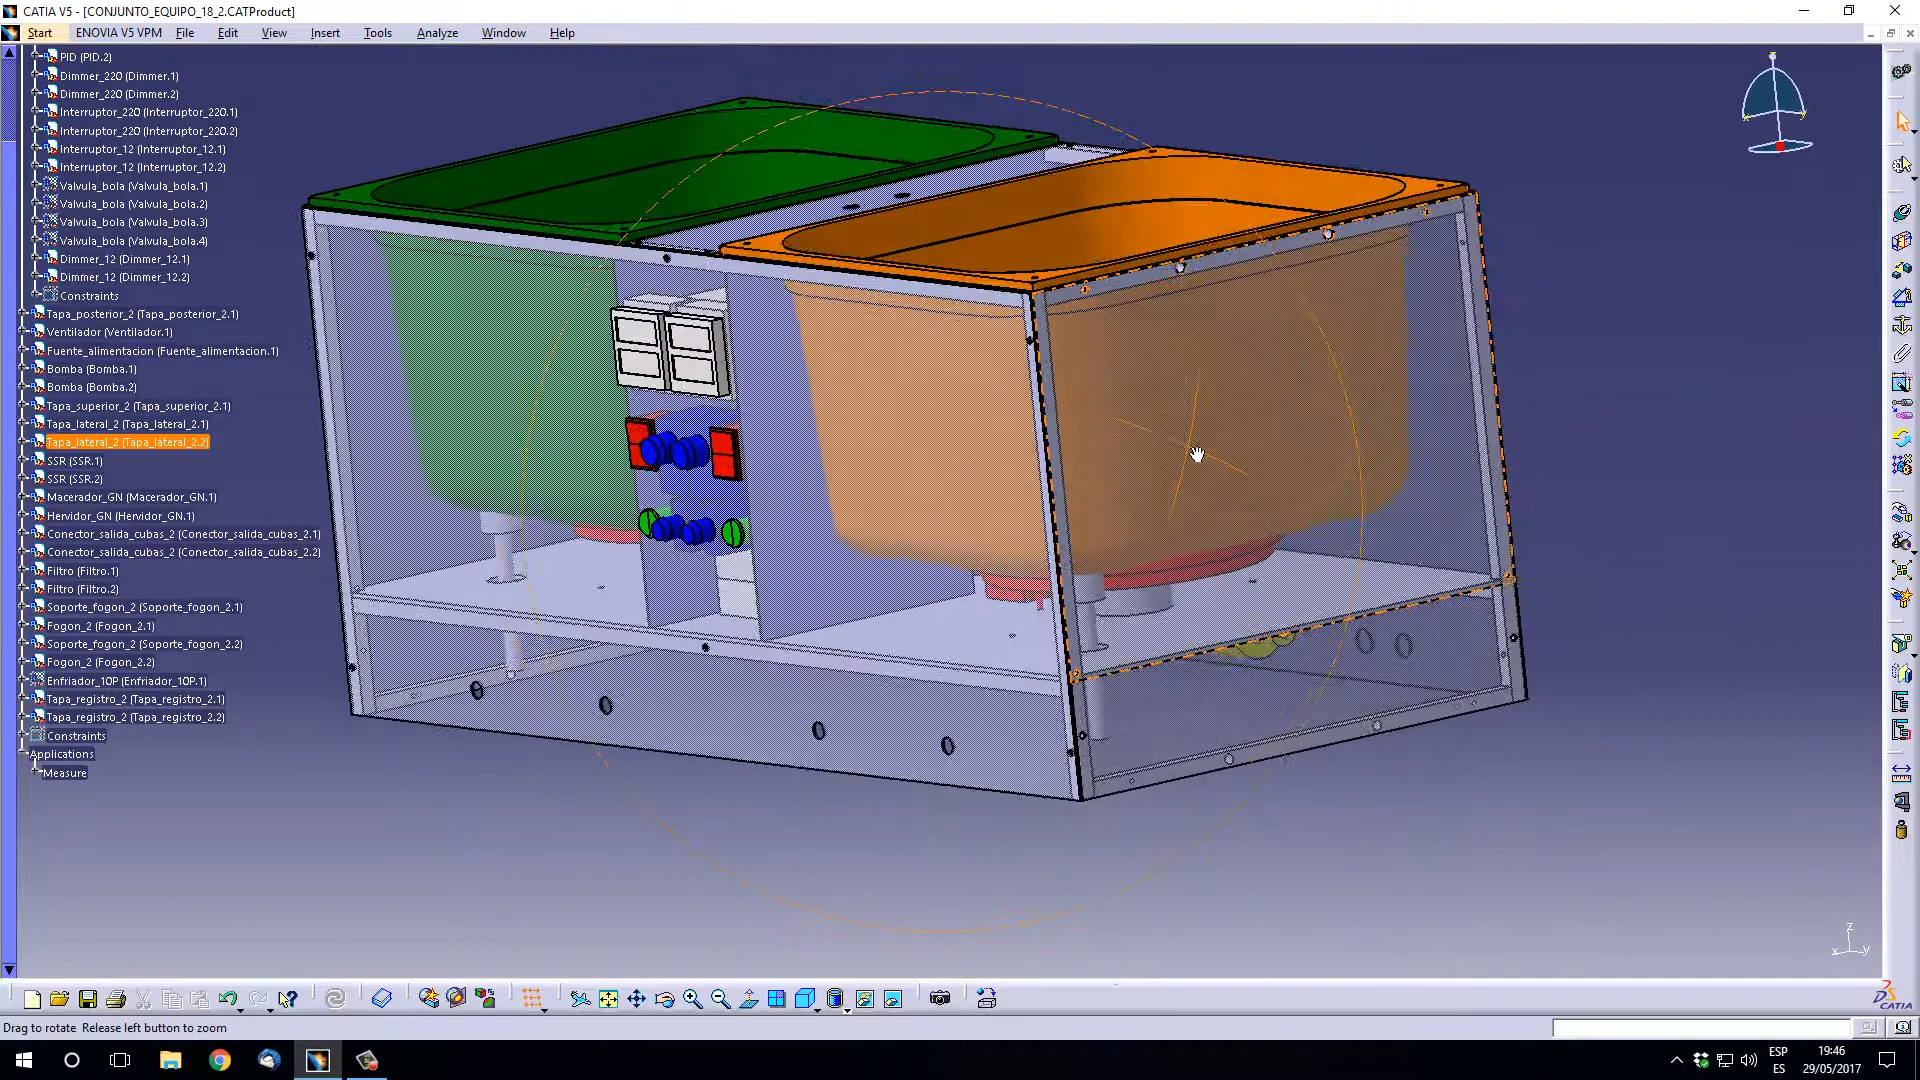 CATIA V5 - [CONJUNTO_EQUIPO_18_2.CATProduct]
Start ENOVIA V5 VPM File Edit View Insert Tools Analyze Window Help
PID (PID.2)
Dimmer_220 (Dimmer.1)
Dimmer_220 (Dimmer.2)
Interruptor_220 (Interruptor_220.1)
Interruptor_220 (Interruptor_220.2)
Interruptor_12 (Interruptor_12.1)
Interruptor_12 (Interruptor_12.2)
Valvula_bola (Valvula_bola.1)
Valvula_bola (Valvula_bola.2)
Valvula_bola (Valvula_bola.3)
Valvula_bola (Valvula_bola.4)
Dimmer_12 (Dimmer_12.1)
Dimmer_12 (Dimmer_12.2)
Constraints
Tapa_posterior_2 (Tapa_posterior_2.1)
Ventilador (Ventilador.1)
Fuente_alimentacion (Fuente_alimentacion.1)
Bomba (Bomba.1)
Bomba (Bomba.2)
Tapa_superior_2 (Tapa_superior_2.1)
Tapa_lateral_2 (Tapa_lateral_2.1)
Tapa_lateral_2 (Tapa_lateral_2.2)
SSR (SSR.1)
SSR (SSR.2)
Macerador_GN (Macerador_GN.1)
Hervidor_GN (Hervidor_GN.1)
Conector_salida_cubas_2 (Conector_salida_cubas_2.1)
Conector_salida_cubas_2 (Conector_salida_cubas_2.2)
Filtro (Filtro.1)
Filtro (Filtro.2)
Soporte_fogon_2 (Soporte_fogon_2.1)
Fogon_2 (Fogon_2.1)
Soporte_fogon_2 (Soporte_fogon_2.2)
Fogon_2 (Fogon_2.2)
Enfriador_10P (Enfriador_10P.1)
Tapa_registro_2 (Tapa_registro_2.1)
Tapa_registro_2 (Tapa_registro_2.2)
Constraints
Applications
Measure
z
x y
CATIA
Drag to rotate Release left button to zoom
ESP
ES
19:46
29/05/2017